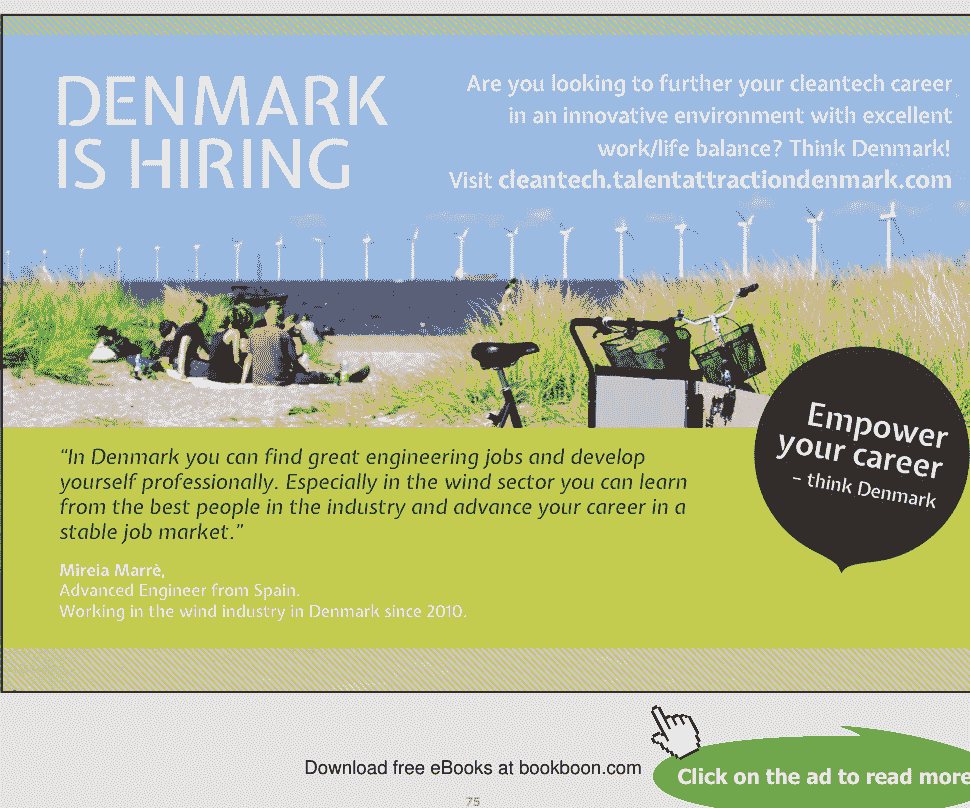 DENMARK
IS HIRING
Are you looking to further your cleantech career
in an innovative environment with excellent
work/life balance? Think Denmark!
Visit cleantech.talentattractiondenmark.com
Empower
your career
– think Denmark
“In Denmark you can find great engineering jobs and develop
yourself professionally. Especially in the wind sector you can learn
from the best people in the industry and advance your career in a
stable job market.”
Mireia Marrè,
Advanced Engineer from Spain.
Working in the wind industry in Denmark since 2010.
Download free eBooks at bookboon.com
Click on the ad to read more
75